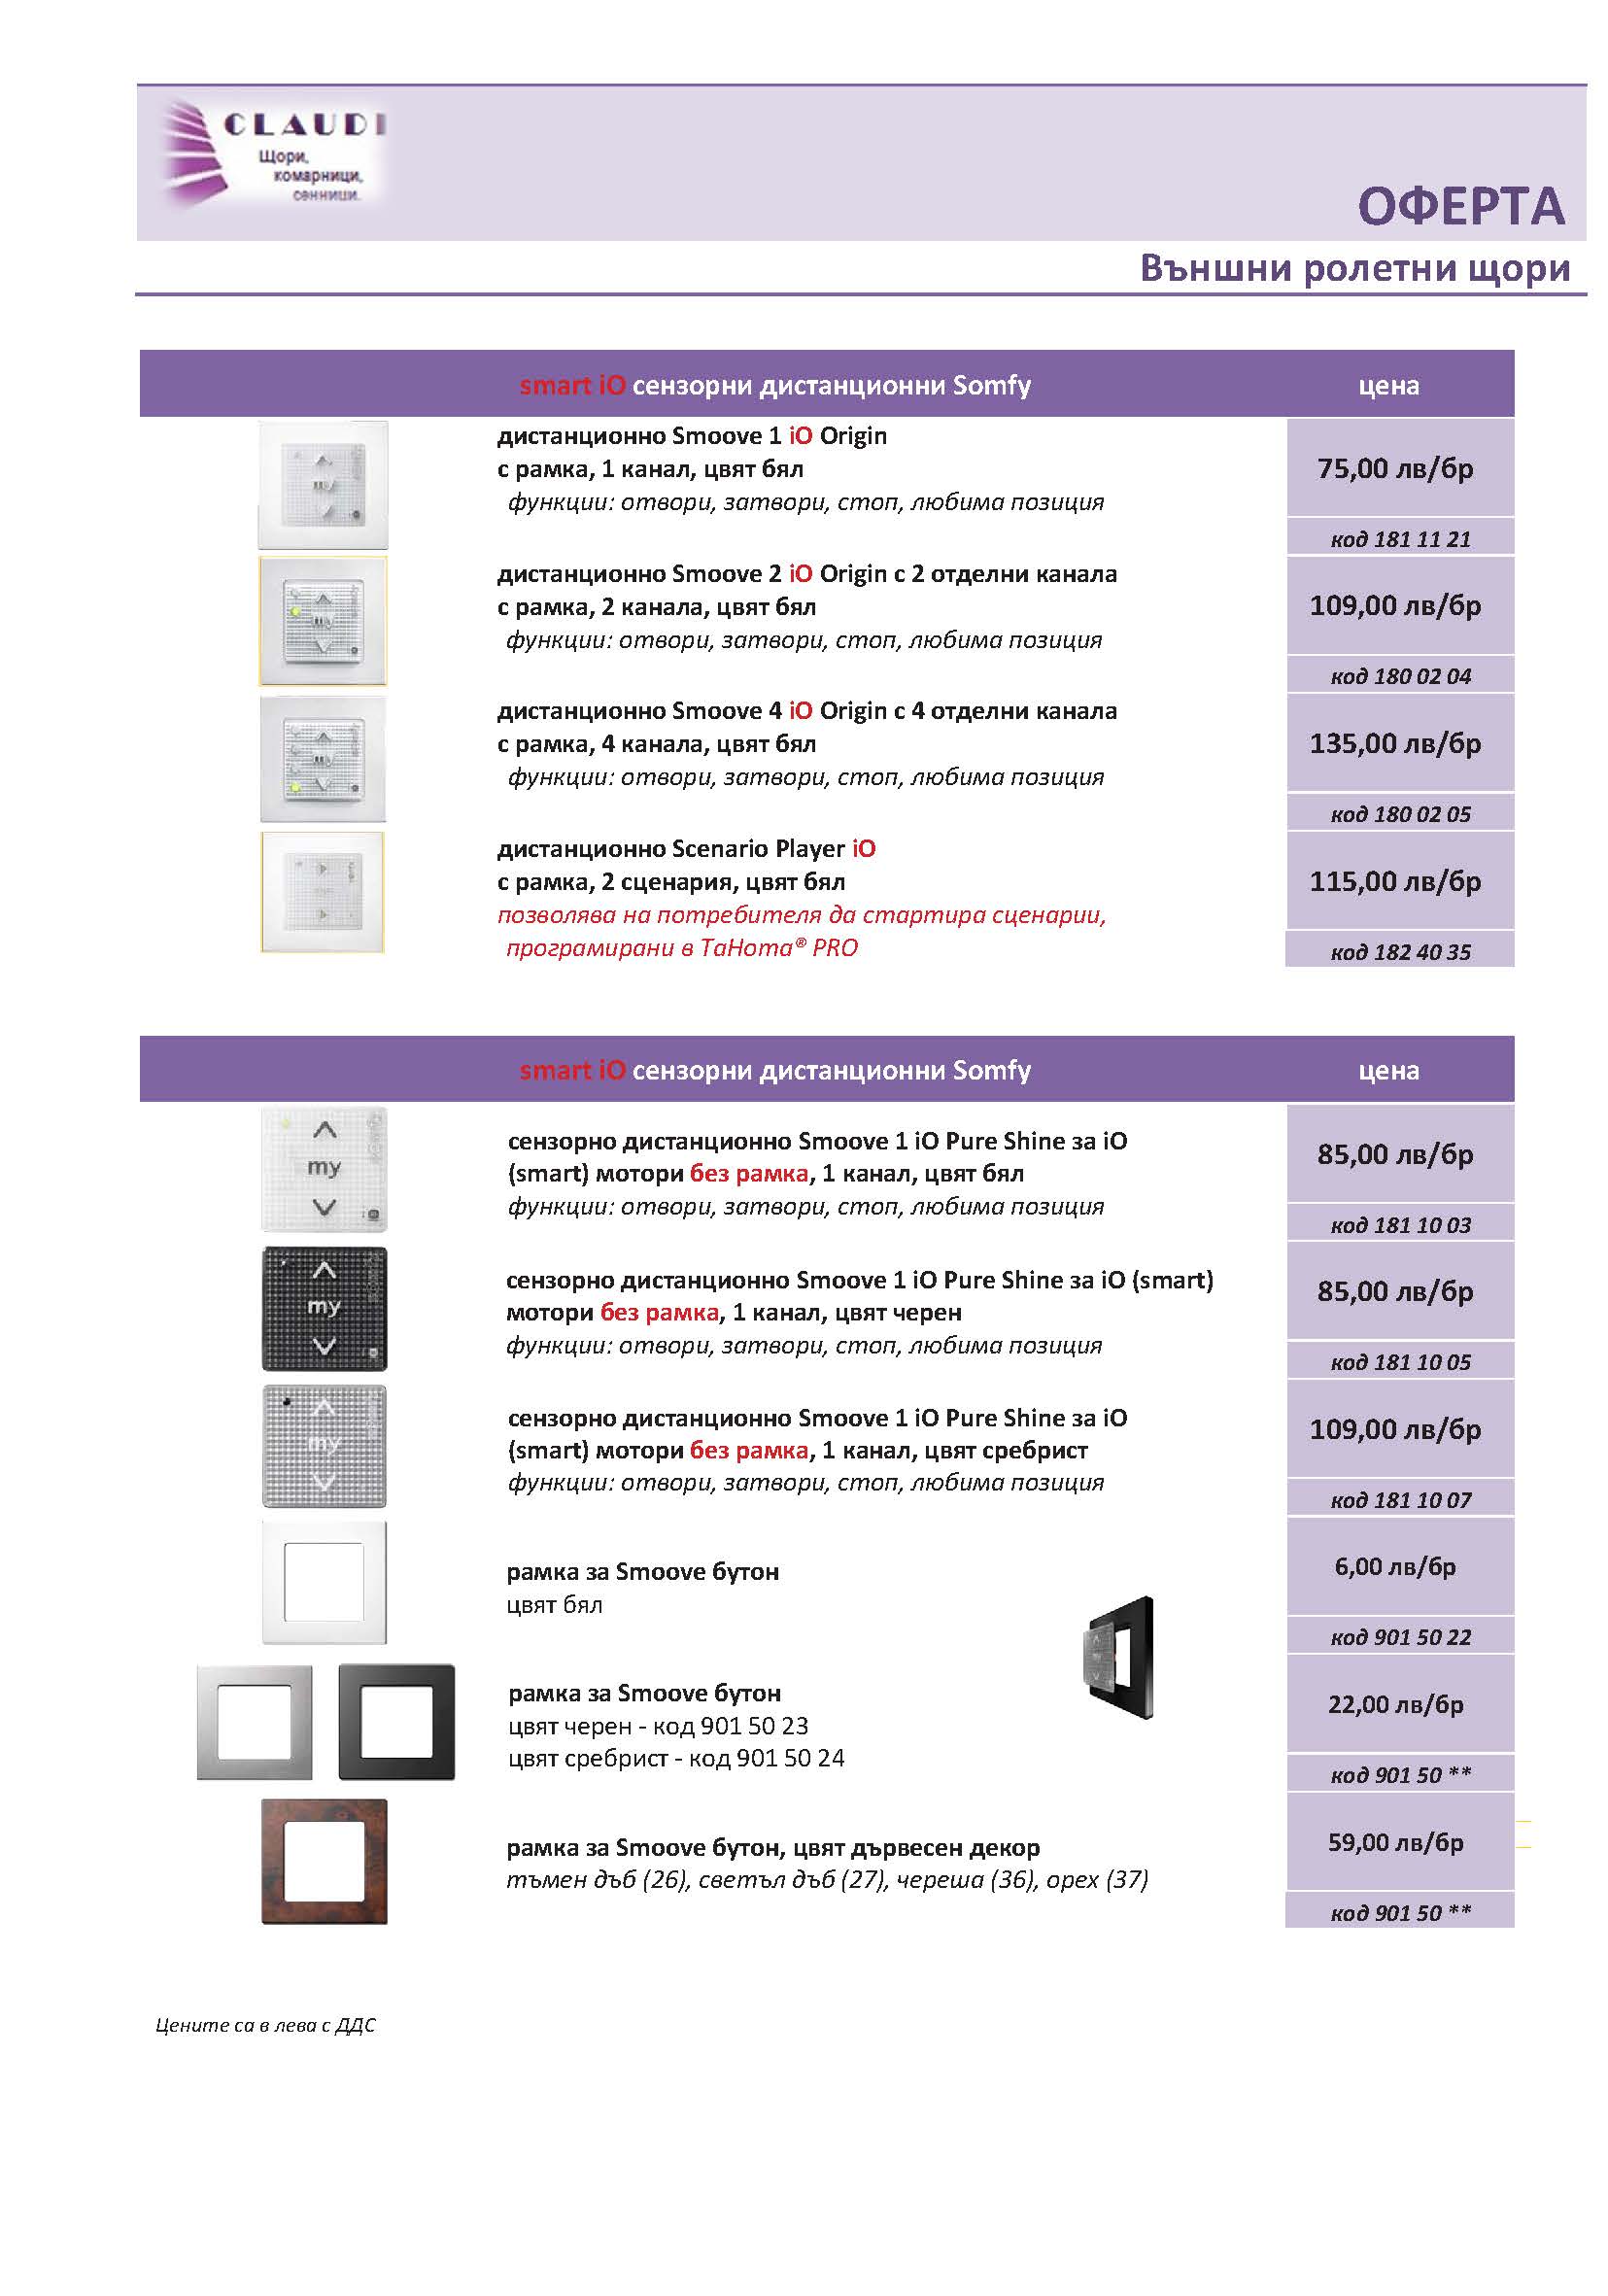 CLAUDI
Щори,
комарници,
сенници.
ОФЕРТА
Външни ролетни щори
smart iO сензорни дистанционни Somfy цена
дистанционно Smoove 1 iO Origin
с рамка, 1 канал, цвят бял
функции: отвори, затвори, стоп, любима позиция
75,00 лв/бр
код 181 11 21
дистанционно Smoove 2 iO Origin с 2 отделни канала
с рамка, 2 канала, цвят бял
функции: отвори, затвори, стоп, любима позиция
109,00 лв/бр
код 180 02 04
дистанционно Smoove 4 iO Origin с 4 отделни канала
с рамка, 4 канала, цвят бял
функции: отвори, затвори, стоп, любима позиция
135,00 лв/бр
код 180 02 05
дистанционно Scenario Player iO
с рамка, 2 сценария, цвят бял
позволява на потребителя да стартира сценарии,
програмирани в TaHoma® PRO
115,00 лв/бр
код 182 40 35
smart iO сензорни дистанционни Somfy цена
my
сензорно дистанционно Smoove 1 iO Pure Shine за iO
(smart) мотори без рамка, 1 канал, цвят бял
функции: отвори, затвори, стоп, любима позиция
85,00 лв/бр
код 181 10 03
my
сензорно дистанционно Smoove 1 iO Pure Shine за iO (smart)
мотори без рамка, 1 канал, цвят черен
функции: отвори, затвори, стоп, любима позиция
85,00 лв/бр
код 181 10 05
my
сензорно дистанционно Smoove 1 iO Pure Shine за iO
(smart) мотори без рамка, 1 канал, цвят сребрист
функции: отвори, затвори, стоп, любима позиция
109,00 лв/бр
код 181 10 07
рамка за Smoove бутон
цвят бял
6,00 лв/бр
код 901 50 22
рамка за Smoove бутон
цвят черен - код 901 50 23
цвят сребрист - код 901 50 24
22,00 лв/бр
код 901 50 **
рамка за Smoove бутон, цвят дървесен декор
тъмен дъб (26), светъл дъб (27), череша (36), орех (37)
59,00 лв/бр
код 901 50 **
Цените са в лева с ДДС